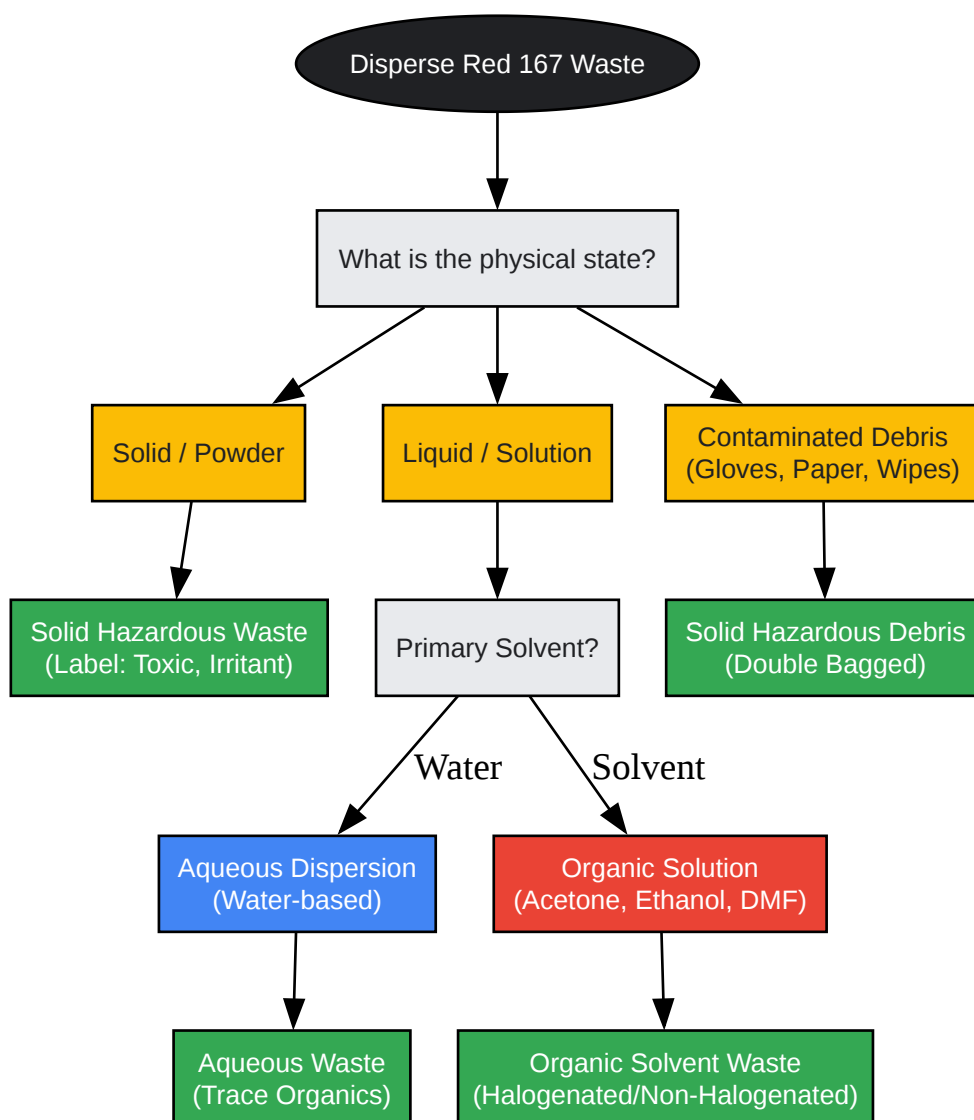 Disperse Red 167 Waste
What is the physical state?
Solid / Powder
Liquid / Solution
Contaminated Debris
(Gloves, Paper, Wipes)
Solid Hazardous Waste
(Label: Toxic, Irritant)
Primary Solvent?
Solid Hazardous Debris
(Double Bagged)
Water
Solvent
Aqueous Dispersion
(Water-based)
Organic Solution
(Acetone, Ethanol, DMF)
Aqueous Waste
(Trace Organics)
Organic Solvent Waste
(Halogenated/Non-Halogenated)